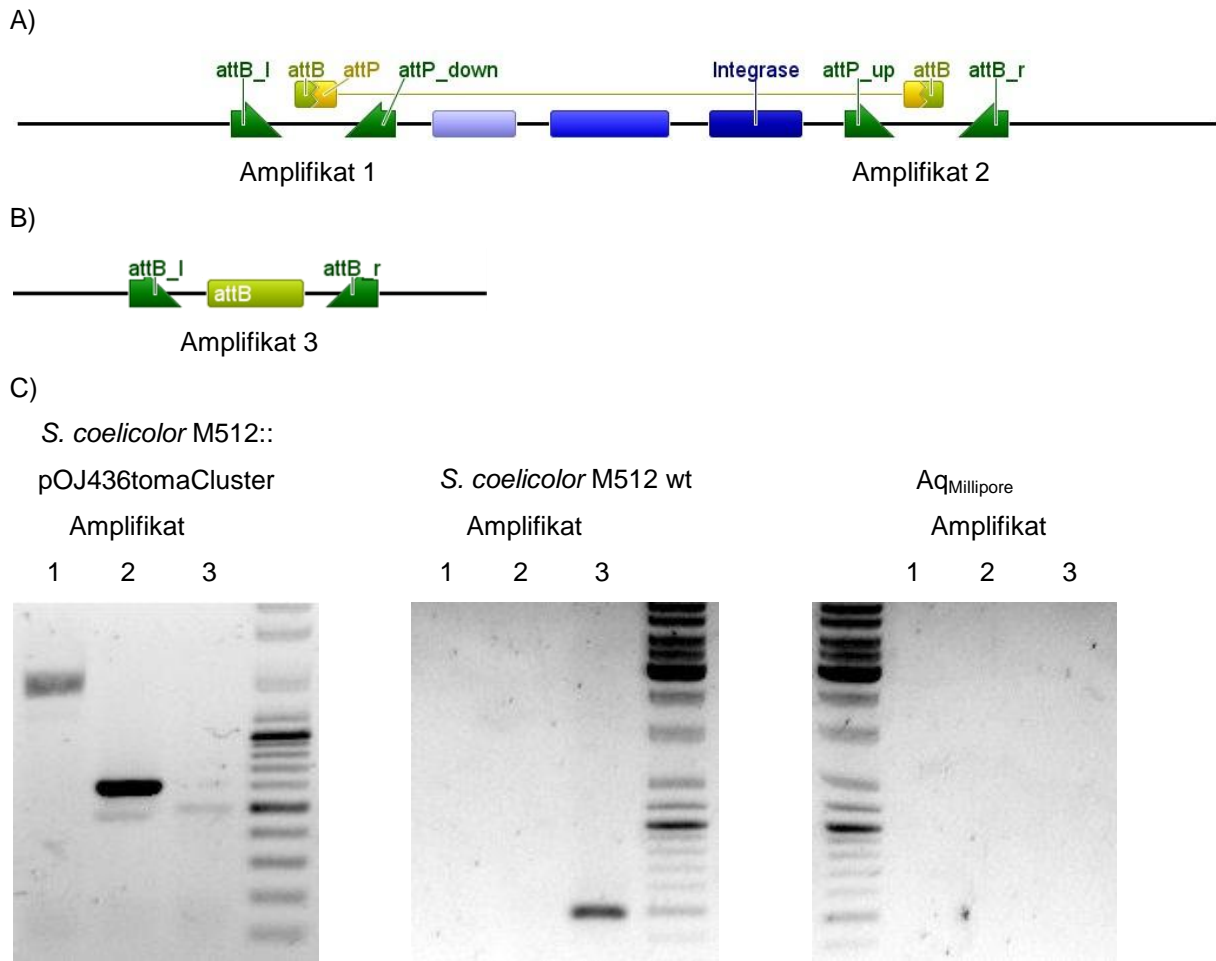 A)
attB_l attB attP attP_down Integrase attP_up attB attB_r
Amplifikat 1 Amplifikat 2
B)
attB_l attB_r
attB
Amplifikat 3
C)
S. coelicolor M512::
pOJ436tomaCluster S. coelicolor M512 wt AqMillipore
Amplifikat Amplifikat Amplifikat
1 2 3 1 2 3 1 2 3